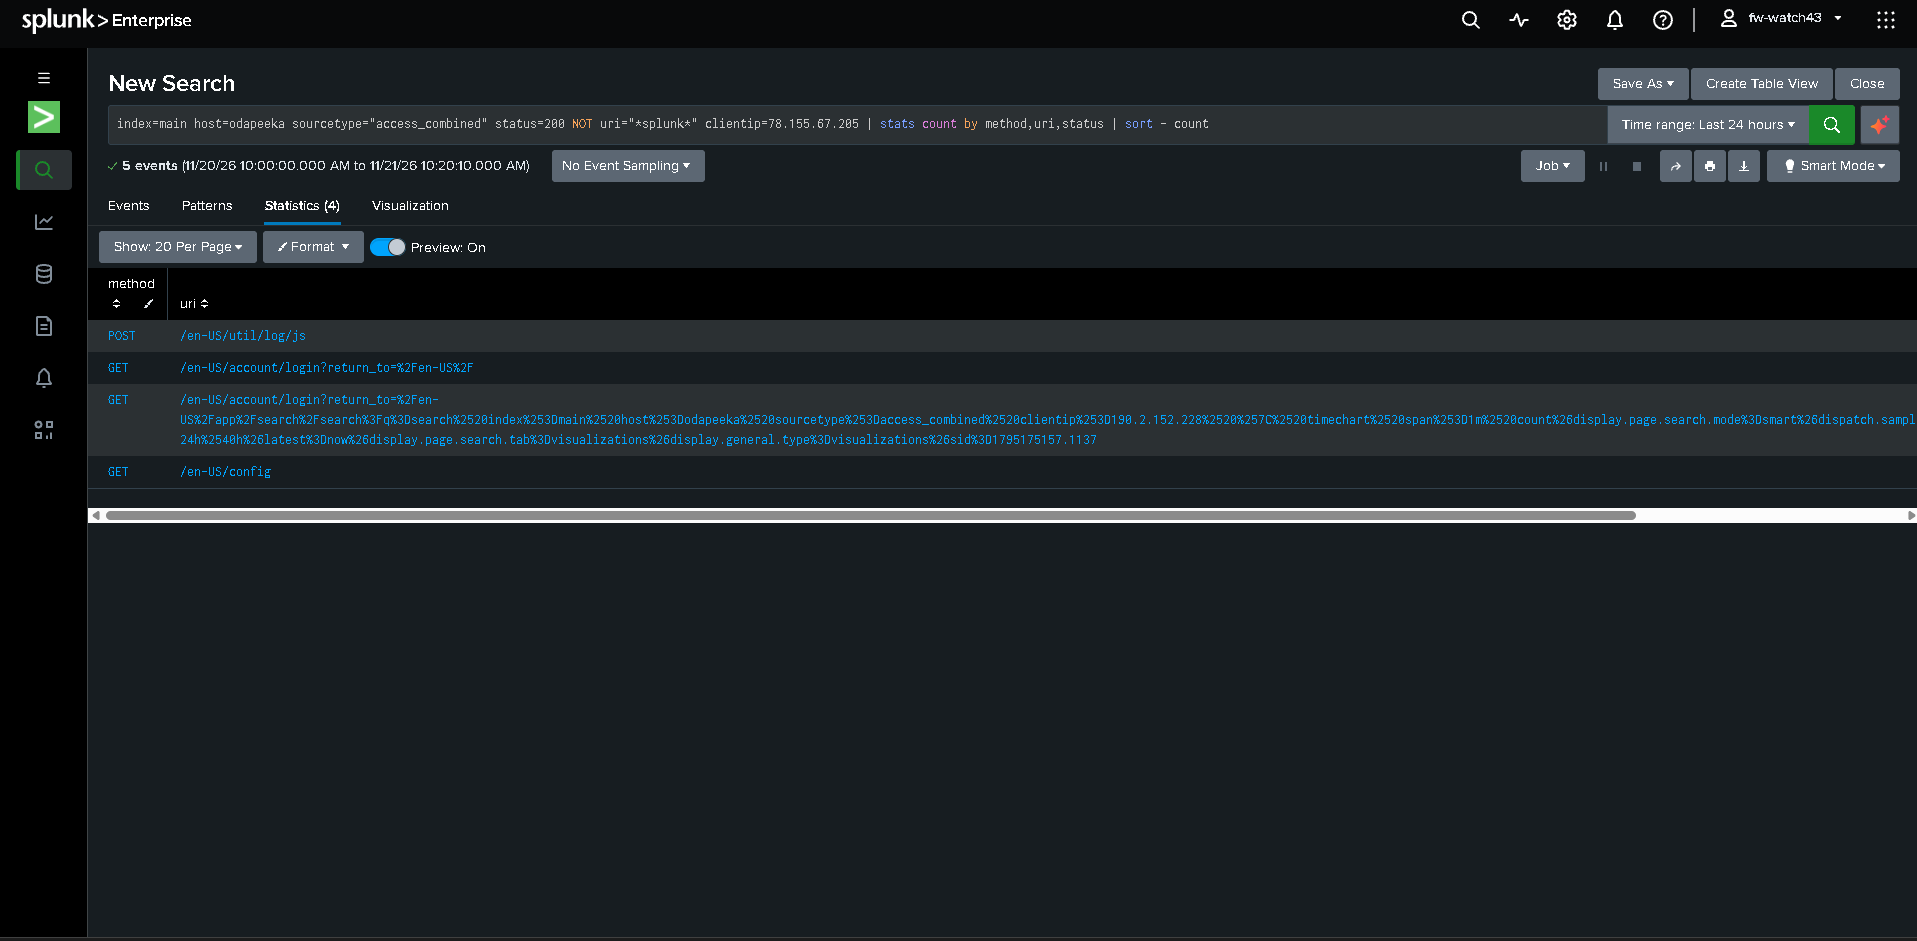 splunk> Enterprise
fw-watch43
New Search
Save As
Create Table View
Close
index=main host=odapeeka sourcetype="access_combined" status=200 NOT uri="*splunk*" clientip=78.155.67.205 | stats count by method,uri,status | sort - count
Time range: Last 24 hours
5 events (11/20/26 10:00:00.000 AM to 11/21/26 10:20:10.000 AM)
No Event Sampling
Job
Smart Mode
Events
Patterns
Statistics (4)
Visualization
Show: 20 Per Page
Format
Preview: On
method
uri
POST
/en-US/util/log/js
GET
/en-US/account/login?return_to=%2Fen-US%2F
GET
/en-US/account/login?return_to=%2Fen-
US%2Fapp%2Fsearch%2Fsearch%3Fq%3Dsearch%2520index%253Dmain%2520host%253Dodapeeka%2520sourcetype%253Daccess_combined%2520clientip%253D190.2.152.228%2520%257C%2520timechart%2520span%253D1m%2520count%26display.page.search.mode%3Dsmart%26dispatch.sampl
24h%2540h%26latest%3Dnow%26display.page.search.tab%3Dvisualizations%26display.general.type%3Dvisualizations%26sid%3D1795175157.1137
GET
/en-US/config